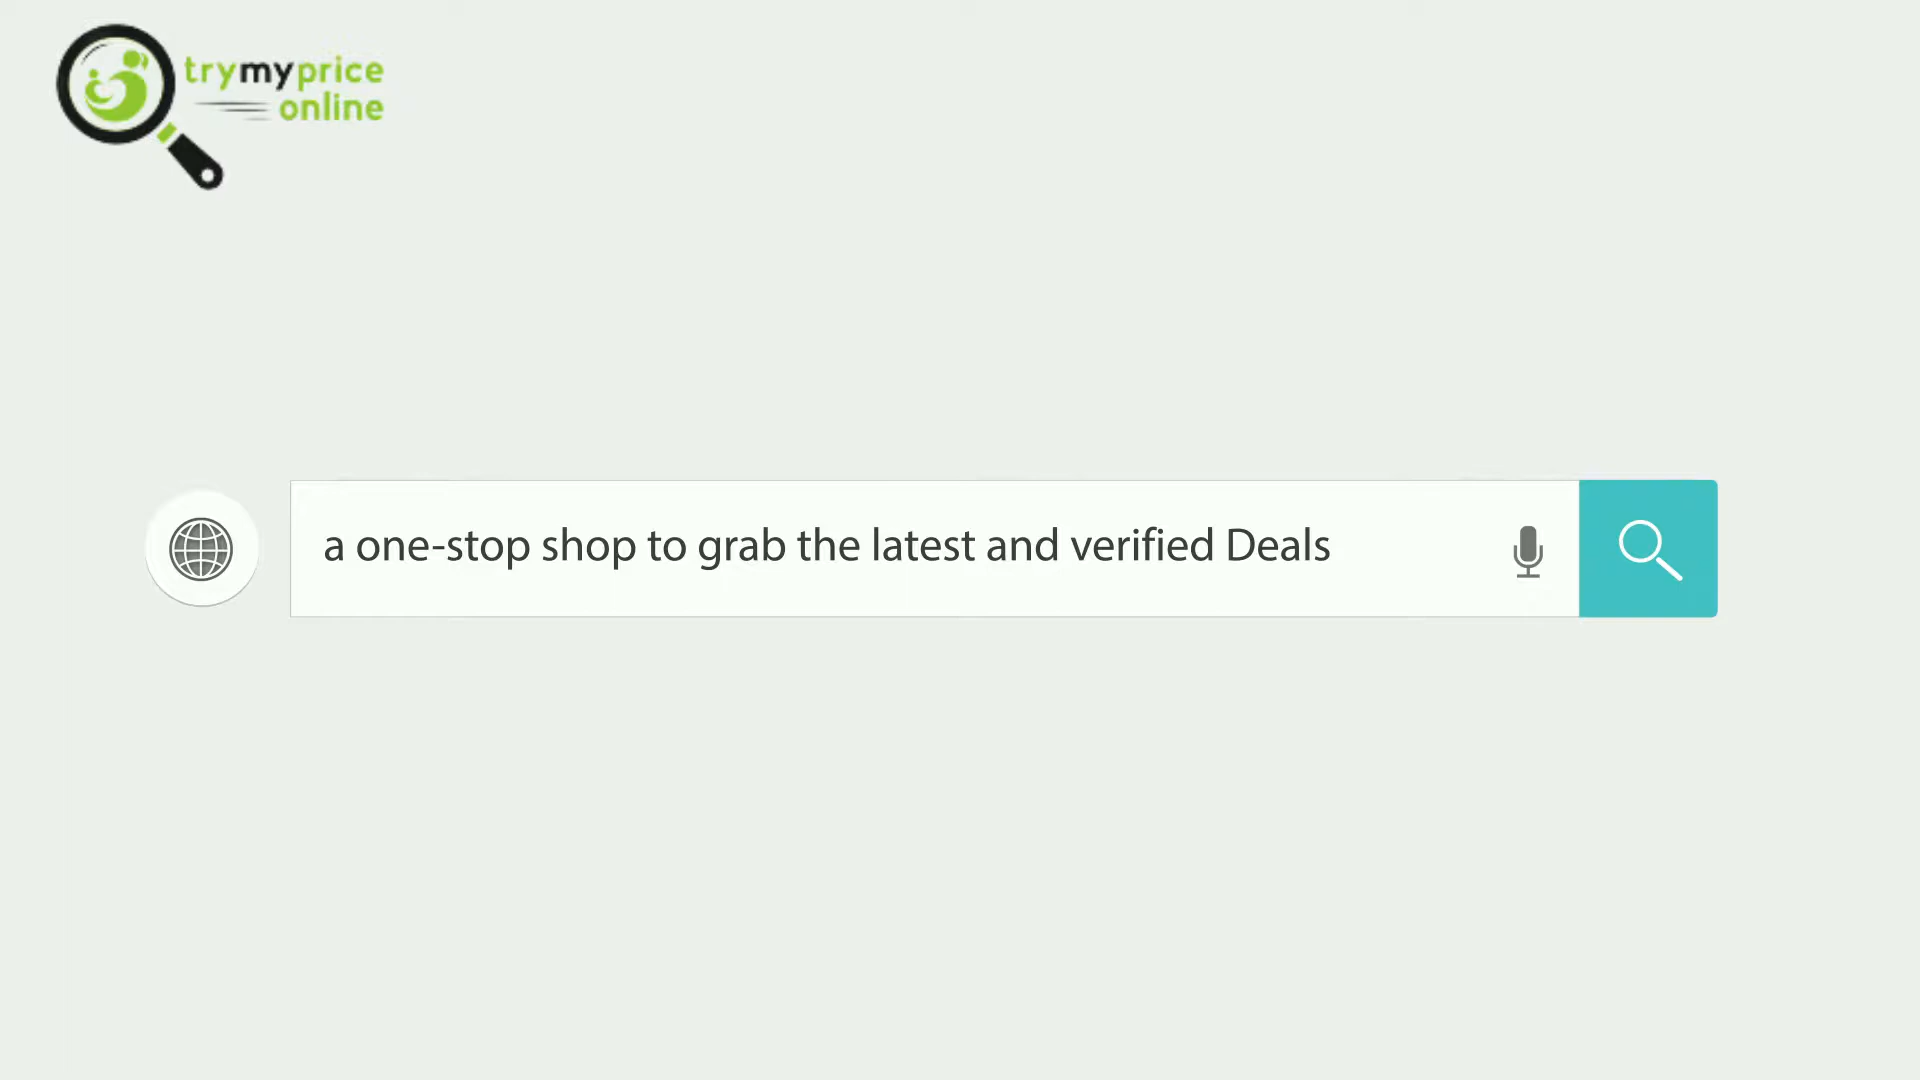 trymyprice
online
a one-stop shop to grab the latest and verified Deals